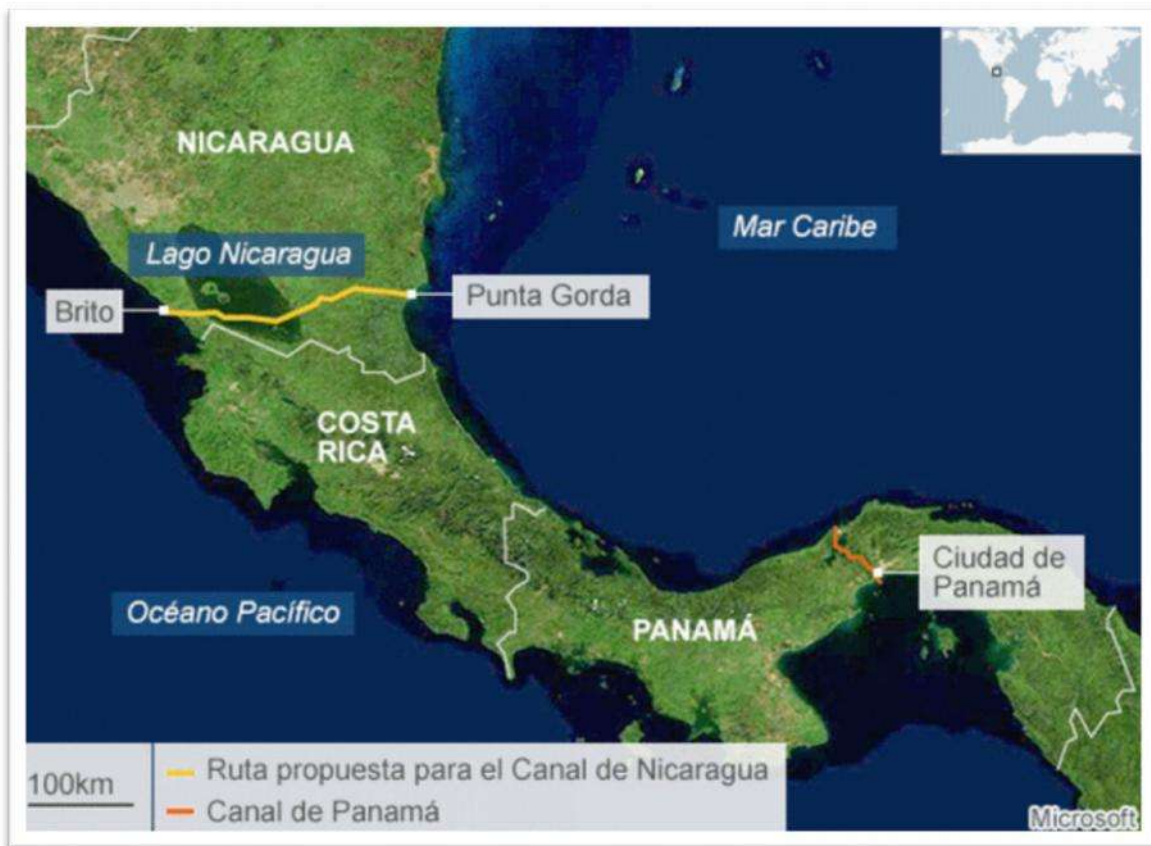 NICARAGUA
Mar Caribe
Lago Nicaragua
Punta Gorda
Brito
COSTA
RICA
Ciudad de
Panamá
Océano Pacífico
PANAMÁ
100km
Ruta propuesta para el Canal de Nicaragua
Canal de Panamá
Microsoft